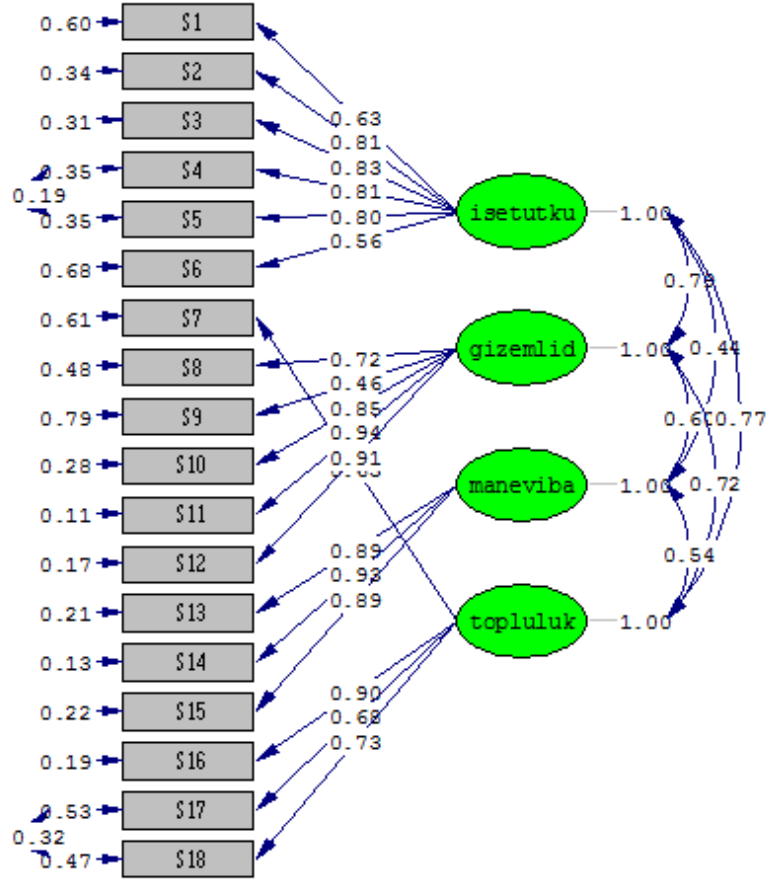 0.60 S1
0.34 S2
0.63
0.31 S3
0.81
0.83
0.35 S4
0.81
0.19
0.35 S5
0.80
isetutku 1.00
0.56
0.68 S6
0.79
0.61 S7
gizemlid 1.00
0.44
0.48 S8
0.72
0.46
0.79 S9
0.85
0.77
0.94
0.28 S10
0.91
maneviba 1.00
0.72
0.11 S11
0.89
0.54
0.17 S12
0.93
0.89
0.21 S13
topluluk 1.00
0.13 S14
0.90
0.22 S15
0.68
0.73
0.19 S16
0.53 S17
0.32
0.47 S18